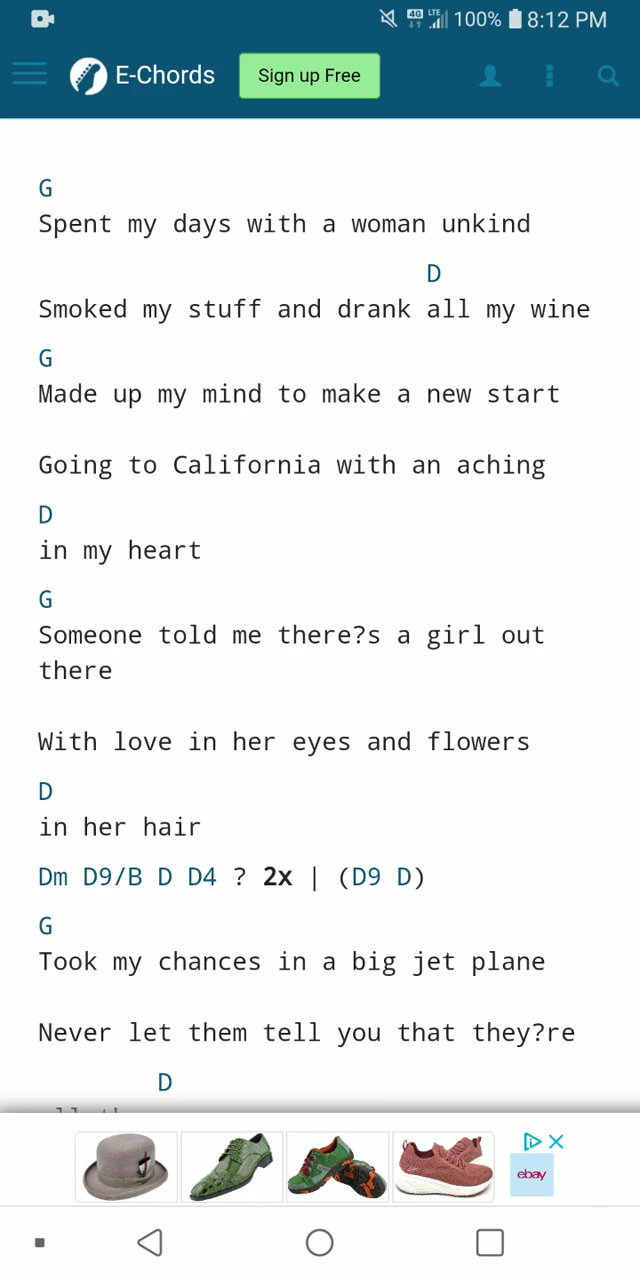 4G LTE 100% 8:12 PM
E-Chords Sign up Free
G
Spent my days with a woman unkind
D
Smoked my stuff and drank all my wine
G
Made up my mind to make a new start
Going to California with an aching
D
in my heart
G
Someone told me there?s a girl out
there
With love in her eyes and flowers
D
in her hair
Dm D9/B D D4 ? 2x | (D9 D)
G
Took my chances in a big jet plane
Never let them tell you that they?re
D
ebay